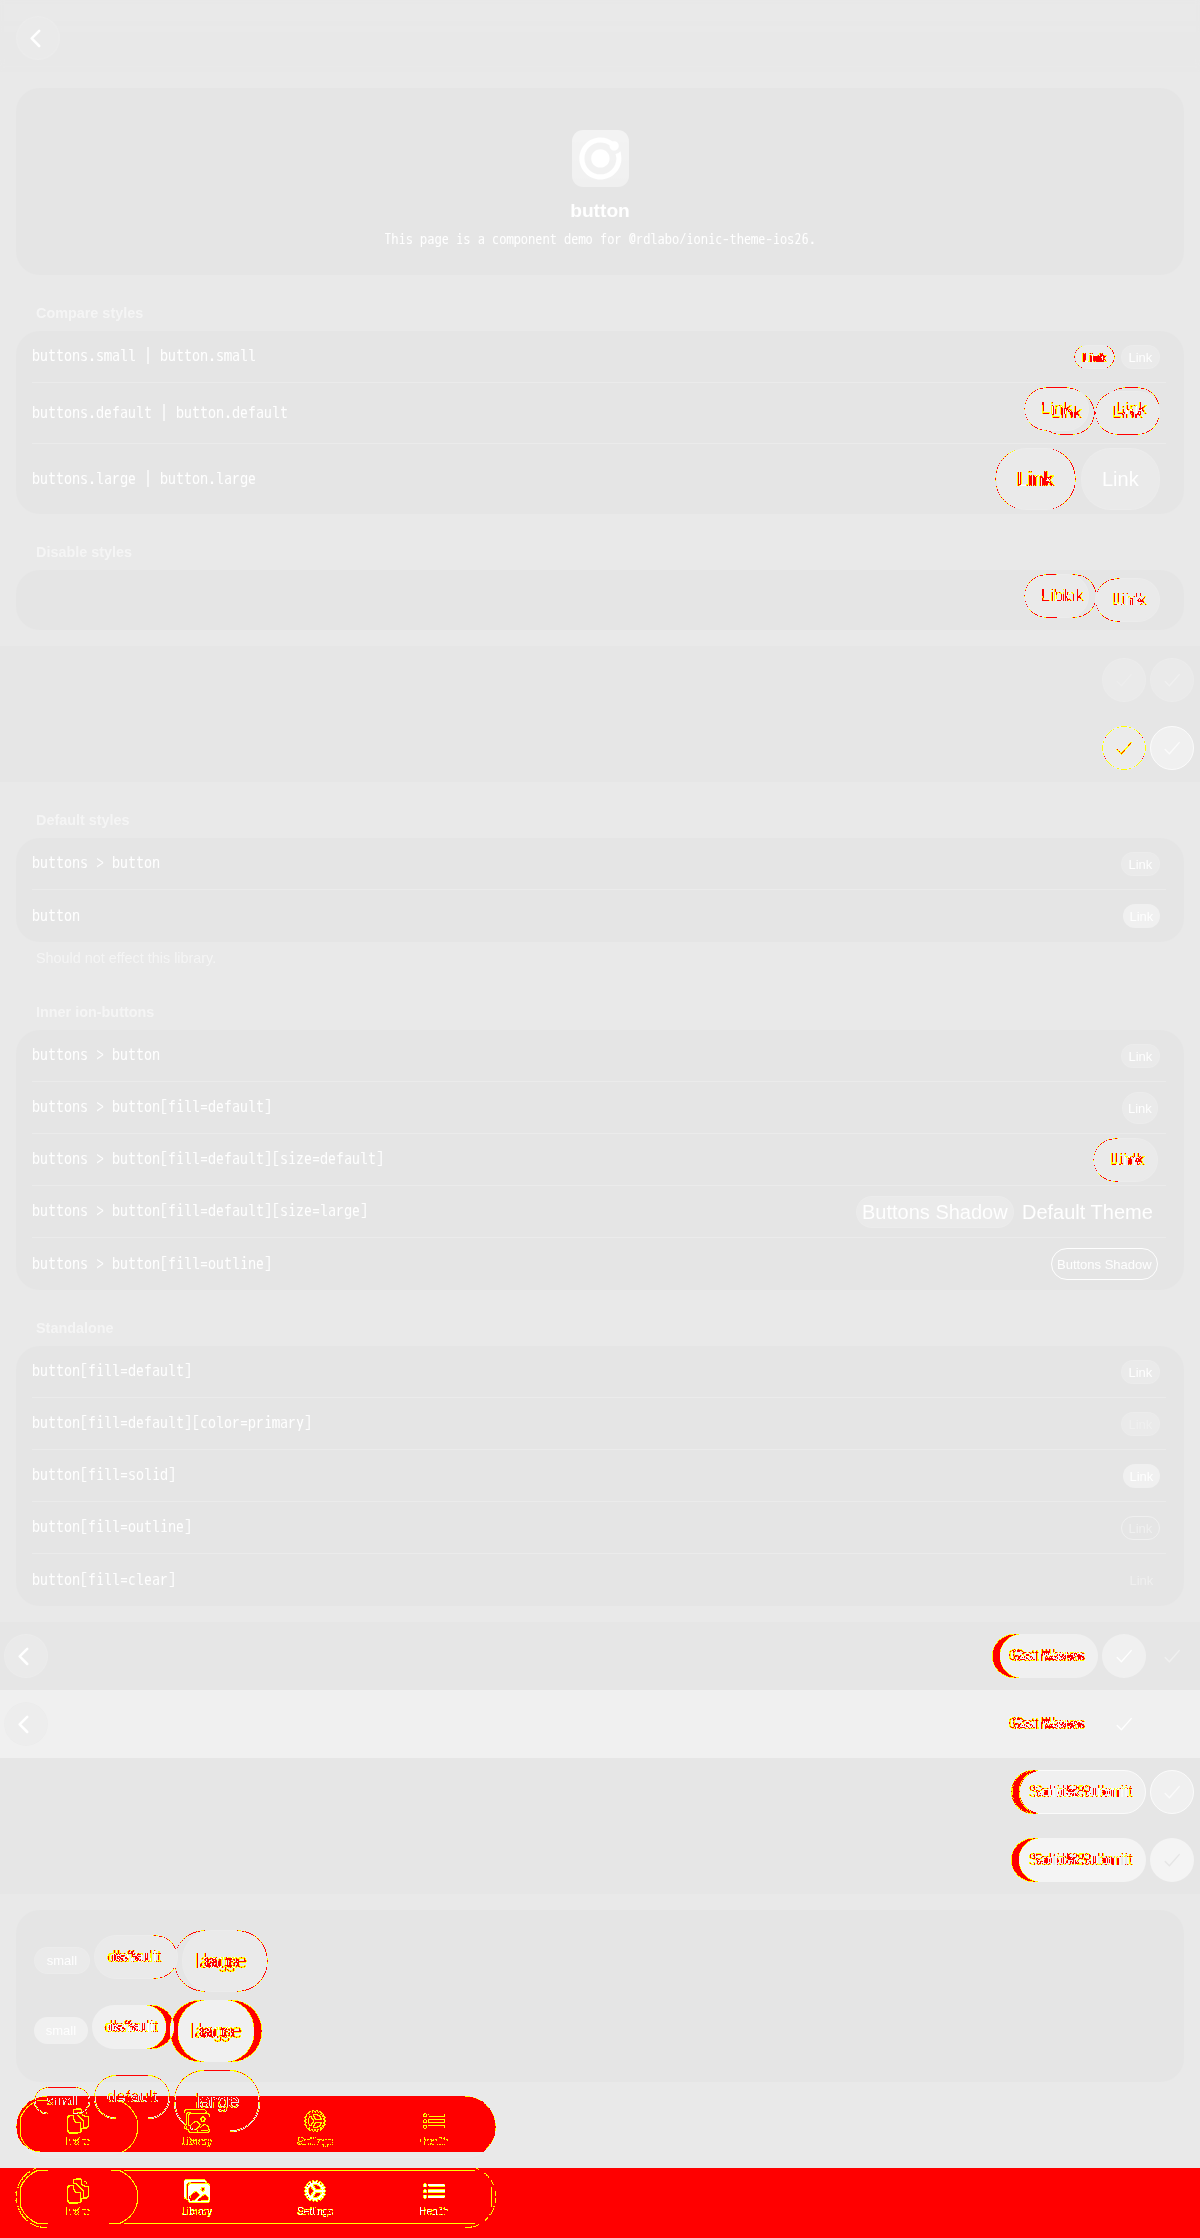 button
This page is a component demo for @rdlabo/ionic-theme-ios26.
Compare styles
buttons.small | button.small Link Link
buttons.default | button.default Link Link
buttons.large | button.large Link Link
Disable styles
Link Link
Default styles
buttons > button Link
button Link
Should not effect this library.
Inner ion-buttons
buttons > button Link
buttons > button[fill=default] Link
buttons > button[fill=default][size=default] Link
buttons > button[fill=default][size=large] Buttons Shadow Default Theme
buttons > button[fill=outline] Buttons Shadow
Standalone
button[fill=default] Link
button[fill=default][color=primary] Link
button[fill=solid] Link
button[fill=outline] Link
button[fill=clear] Link
small default large
small default large
small default large
Library Settings Health
Library Settings Health